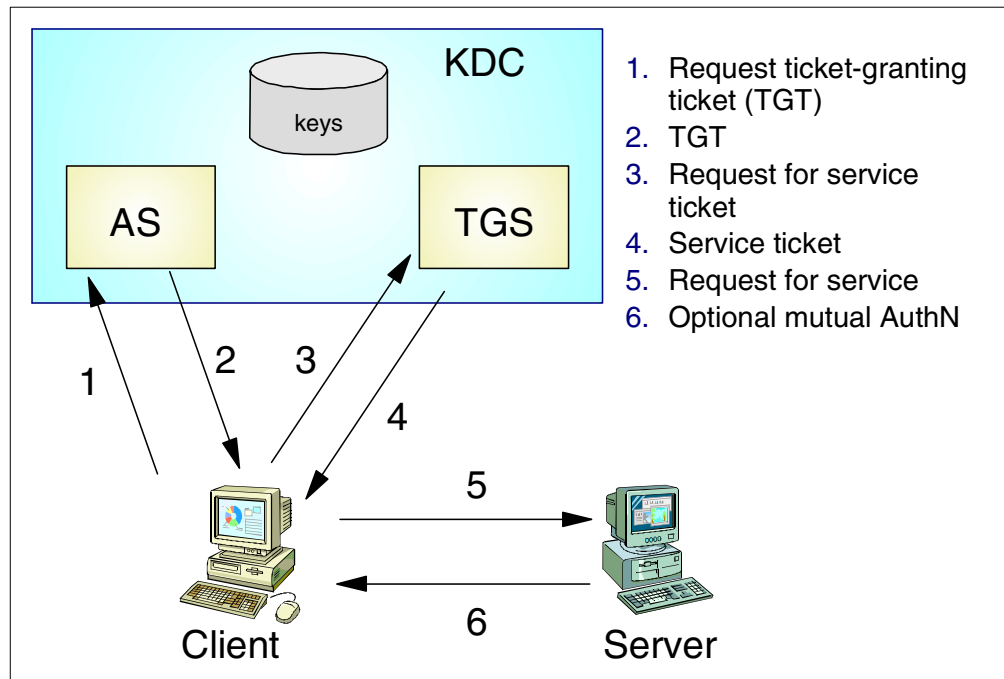 KDC
keys
AS
TGS
1. Request ticket-granting
ticket (TGT)
2. TGT
3. Request for service
ticket
4. Service ticket
5. Request for service
6. Optional mutual AuthN
1
2
3
4
5
6
Client
Server